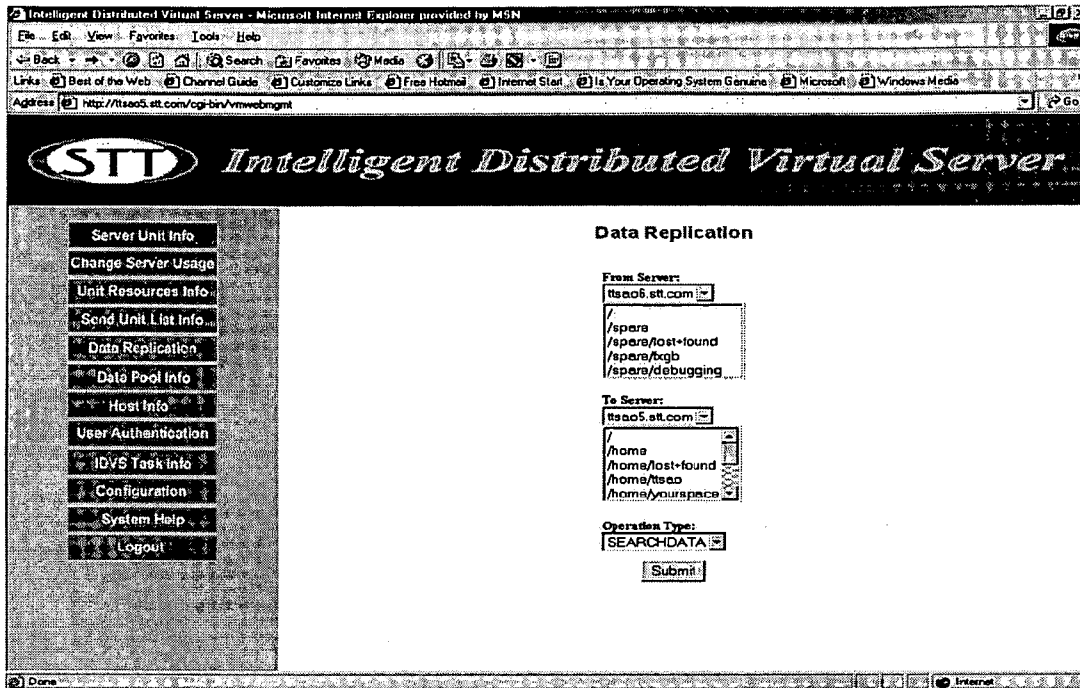 Intelligent Distributed Virtual Server - Microsoft Internet Explorer provided by MSN
File Edit View Favorites Tools Help
Back Search Favorites Media
Links Best of the Web Channel Guide Customize Links Free Hotmail Internet Start Is Your Operating System Genuine Microsoft Windows Media
Address http://ttsao5.stt.com/cgi-bin/vmwebmgmt Go
STT Intelligent Distributed Virtual Server
Server Unit Info
Change Server Usage
Unit Resources Info
Send Unit List Info
Data Replication
Data Pool Info
Host Info
User Authentication
IDVS Task Info
Configuration
System Help
Logout
Data Replication
From Server:
ttsao6.stt.com
/
/spare
/spare/lost+found
/spare/txgb
/spare/debugging
To Server:
ttsao5.stt.com
/
/home
/home/lost+found
/home/ttsao
/home/yourspace
Operation Type:
SEARCHDATA
Submit
Done Internet